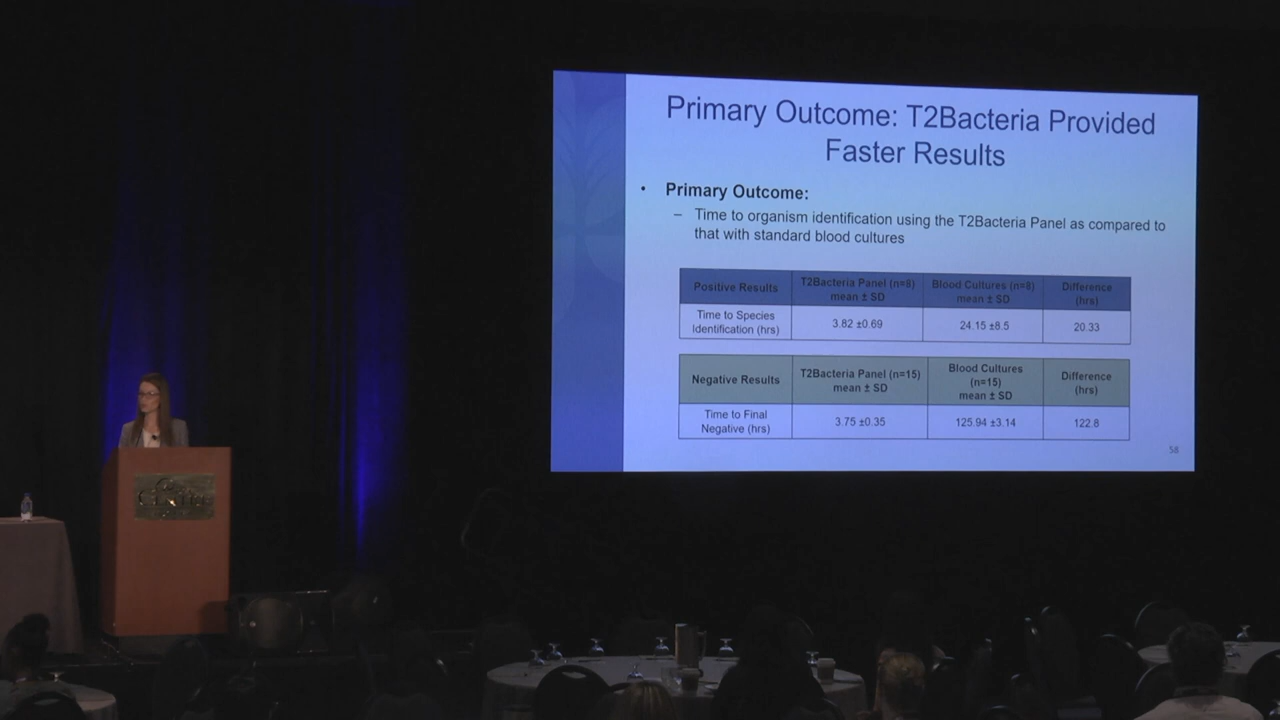 Primary Outcome: T2Bacteria Provided
Faster Results
• Primary Outcome:
– Time to organism identification using the T2Bacteria Panel as compared to
that with standard blood cultures
Positive Results
T2Bacteria Panel (n=8)
mean ± SD
Blood Cultures (n=8)
mean ± SD
Difference
(hrs)
Time to Species
Identification (hrs)
3.82 ±0.69
24.15 ±8.5
20.33
Negative Results
T2Bacteria Panel (n=15)
mean ± SD
Blood Cultures
(n=15)
mean ± SD
Difference
(hrs)
Time to Final
Negative (hrs)
3.75 ±0.35
125.94 ±3.14
122.8
58